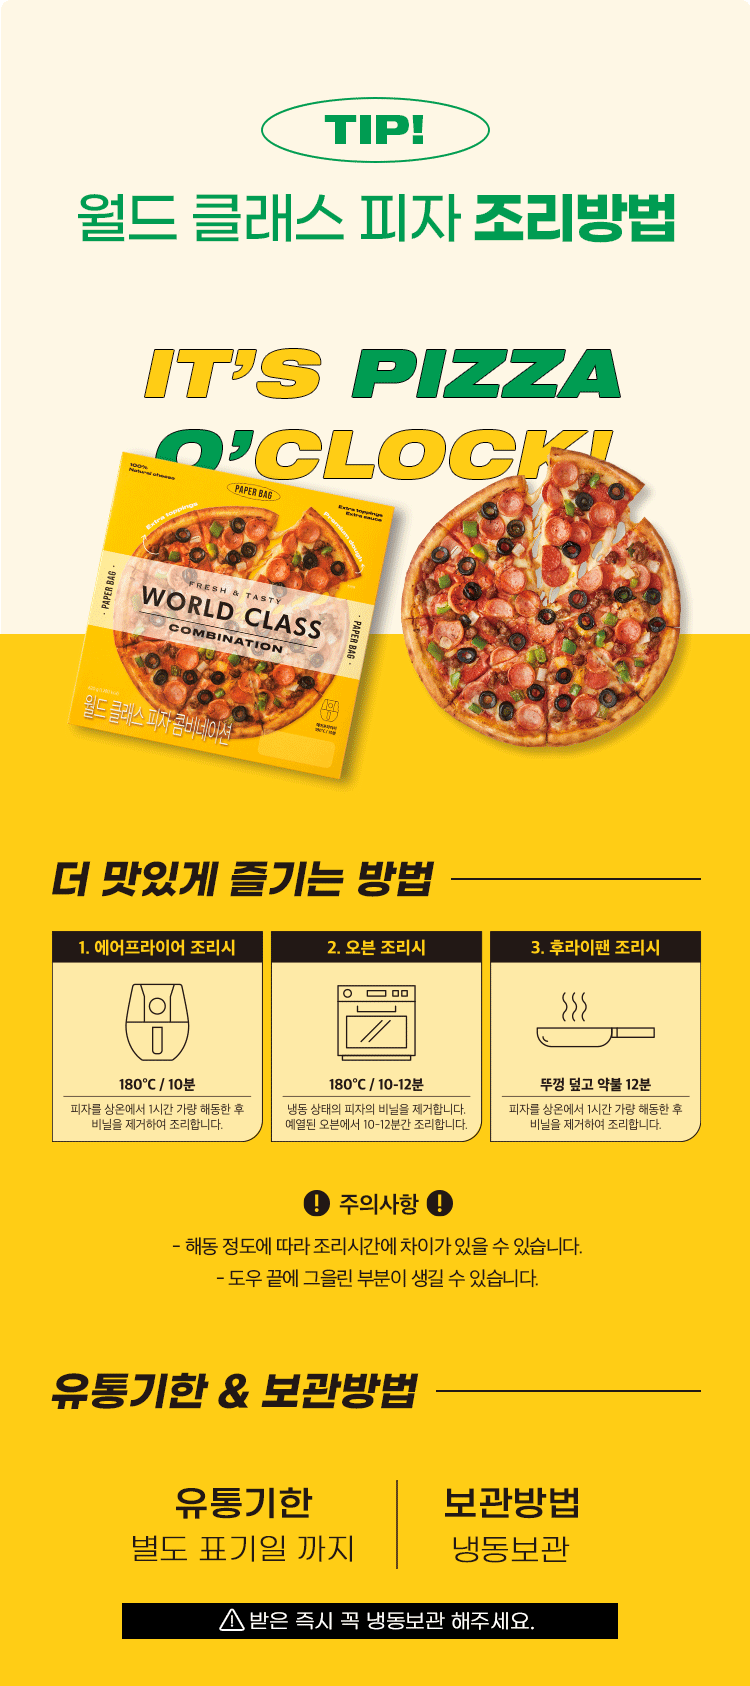 TIP!
월드 클래스 피자 조리방법
IT'S PIZZA
O'CLOCK!
100%
Natural cheese
PAPER BAG
Extra toppings
Extra sauce
Extra toppings
Premium dough
· PAPER BAG ·
FRESH & TASTY
WORLD CLASS
COMBINATION
· PAPER BAG ·
월드 클래스 피자 콤비네이션
에어프라이어
180℃ / 10분
더 맛있게 즐기는 방법
1. 에어프라이어 조리시
180℃ / 10분
피자를 상온에서 1시간 가량 해동한 후
비닐을 제거하여 조리합니다.
2. 오븐 조리시
180℃ / 10-12분
냉동 상태의 피자의 비닐을 제거합니다.
예열된 오븐에서 10-12분간 조리합니다.
3. 후라이팬 조리시
뚜껑 덮고 약불 12분
피자를 상온에서 1시간 가량 해동한 후
비닐을 제거하여 조리합니다.
! 주의사항 !
- 해동 정도에 따라 조리시간에 차이가 있을 수 있습니다.
- 도우 끝에 그을린 부분이 생길 수 있습니다.
유통기한 & 보관방법
유통기한
별도 표기일 까지
보관방법
냉동보관
⚠ 받은 즉시 꼭 냉동보관 해주세요.